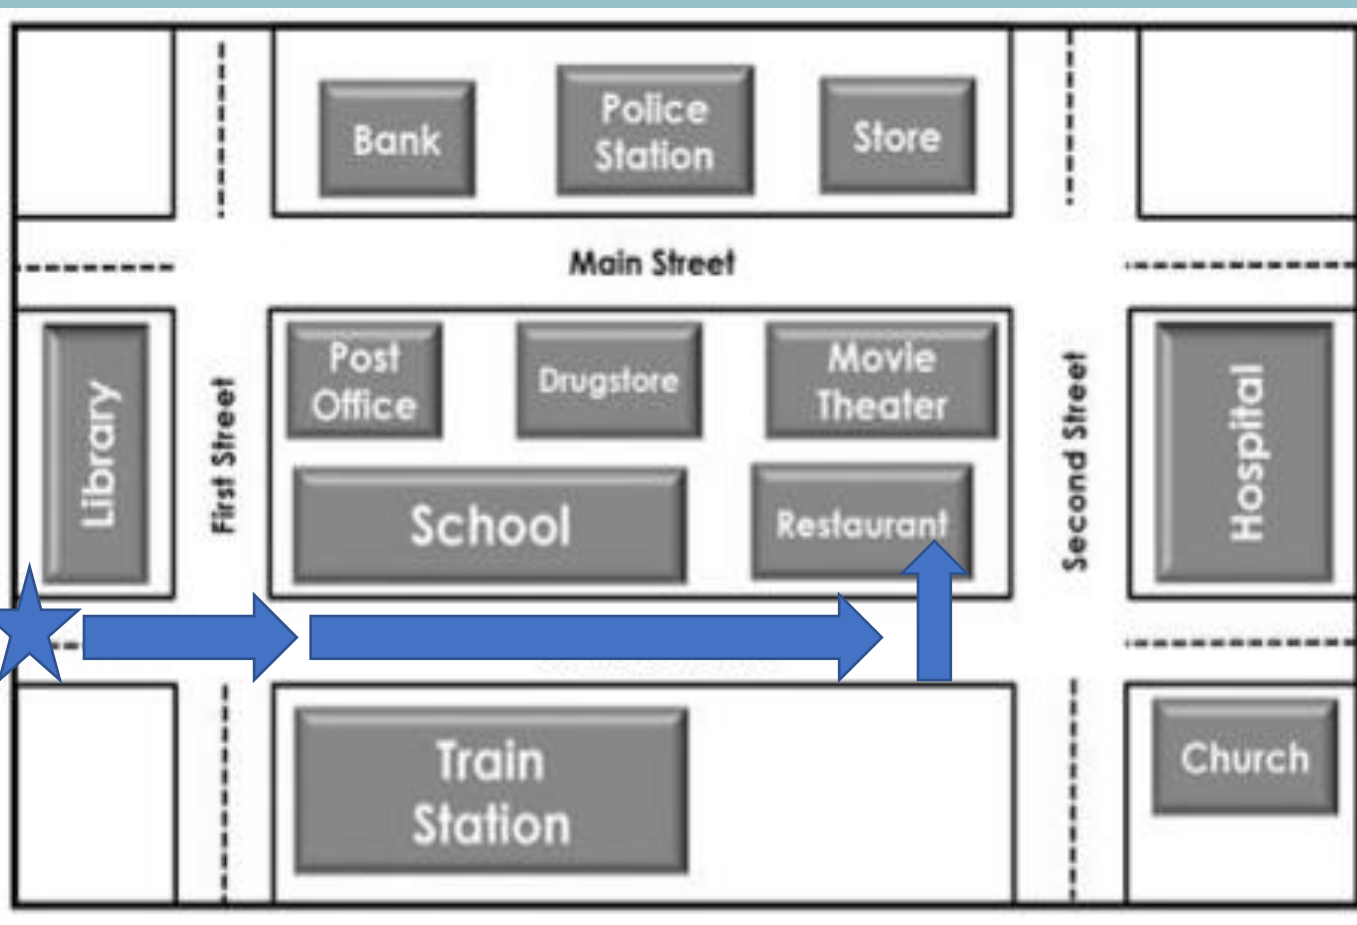 Bank
Police
Station
Store
Main Street
Library
First Street
Post
Office
Drugstore
Movie
Theater
Second Street
Hospital
School
Restaurant
Train
Station
Church